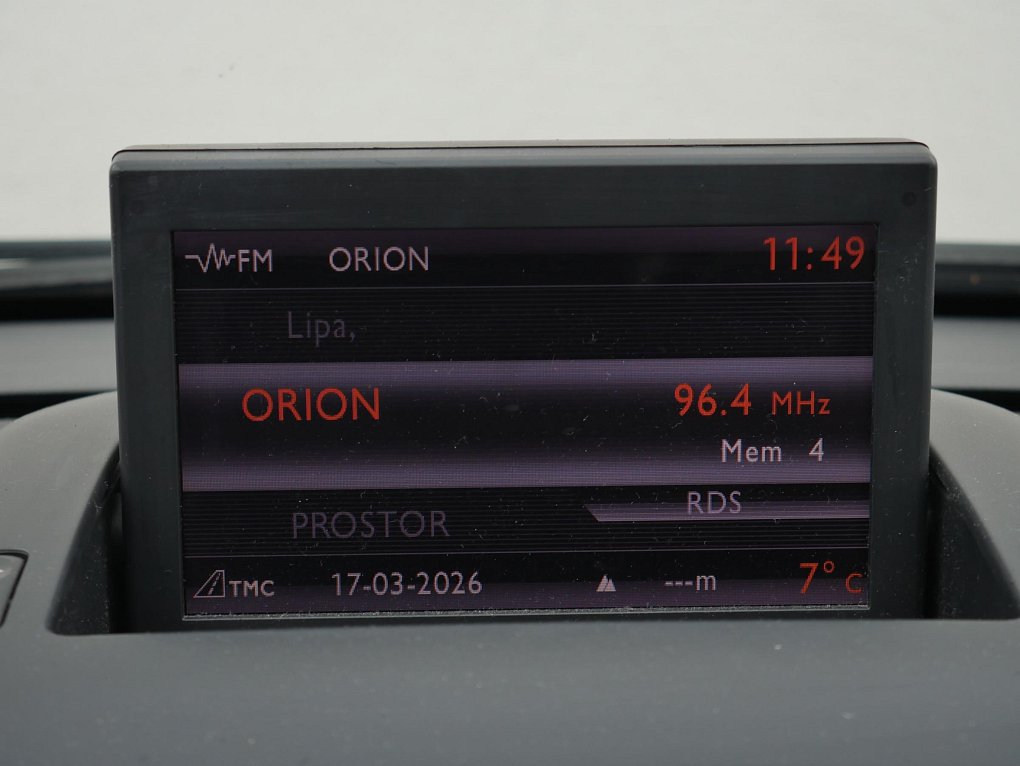 FM ORION 11:49
Lipa,
ORION 96.4 MHz
Mem 4
RDS
PROSTOR
TMC 17-03-2026 ---m 7° C